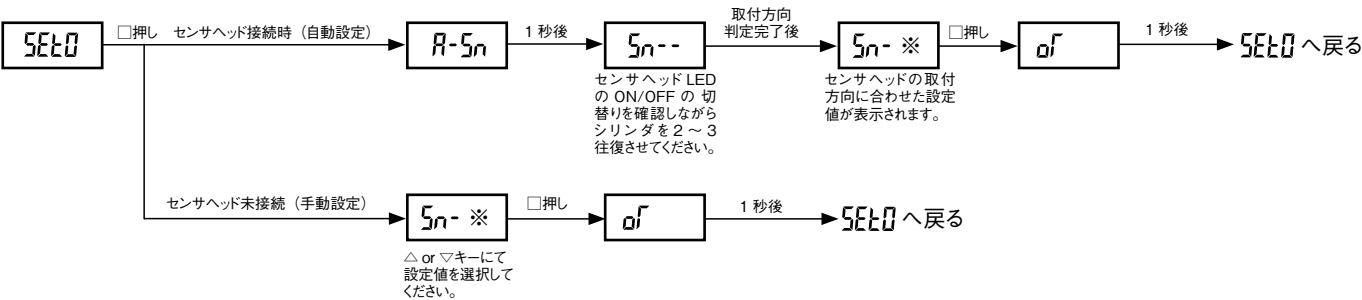 SEt0
□押し センサヘッド接続時（自動設定）
A-Sn
1 秒後
Sn--
取付方向
判定完了後
Sn- ※
□押し
1 秒後
SEt0 へ戻る
センサヘッド LED
の ON/OFF の 切
替りを確認しながら
シリンダを２～３
往復させてください。
センサヘッドの取付
方向に合わせた設定
値が表示されます。
センサヘッド未接続（手動設定）
Sn- ※
□押し
1 秒後
SEt0 へ戻る
△ or ▽キーにて
設定値を選択して
ください。